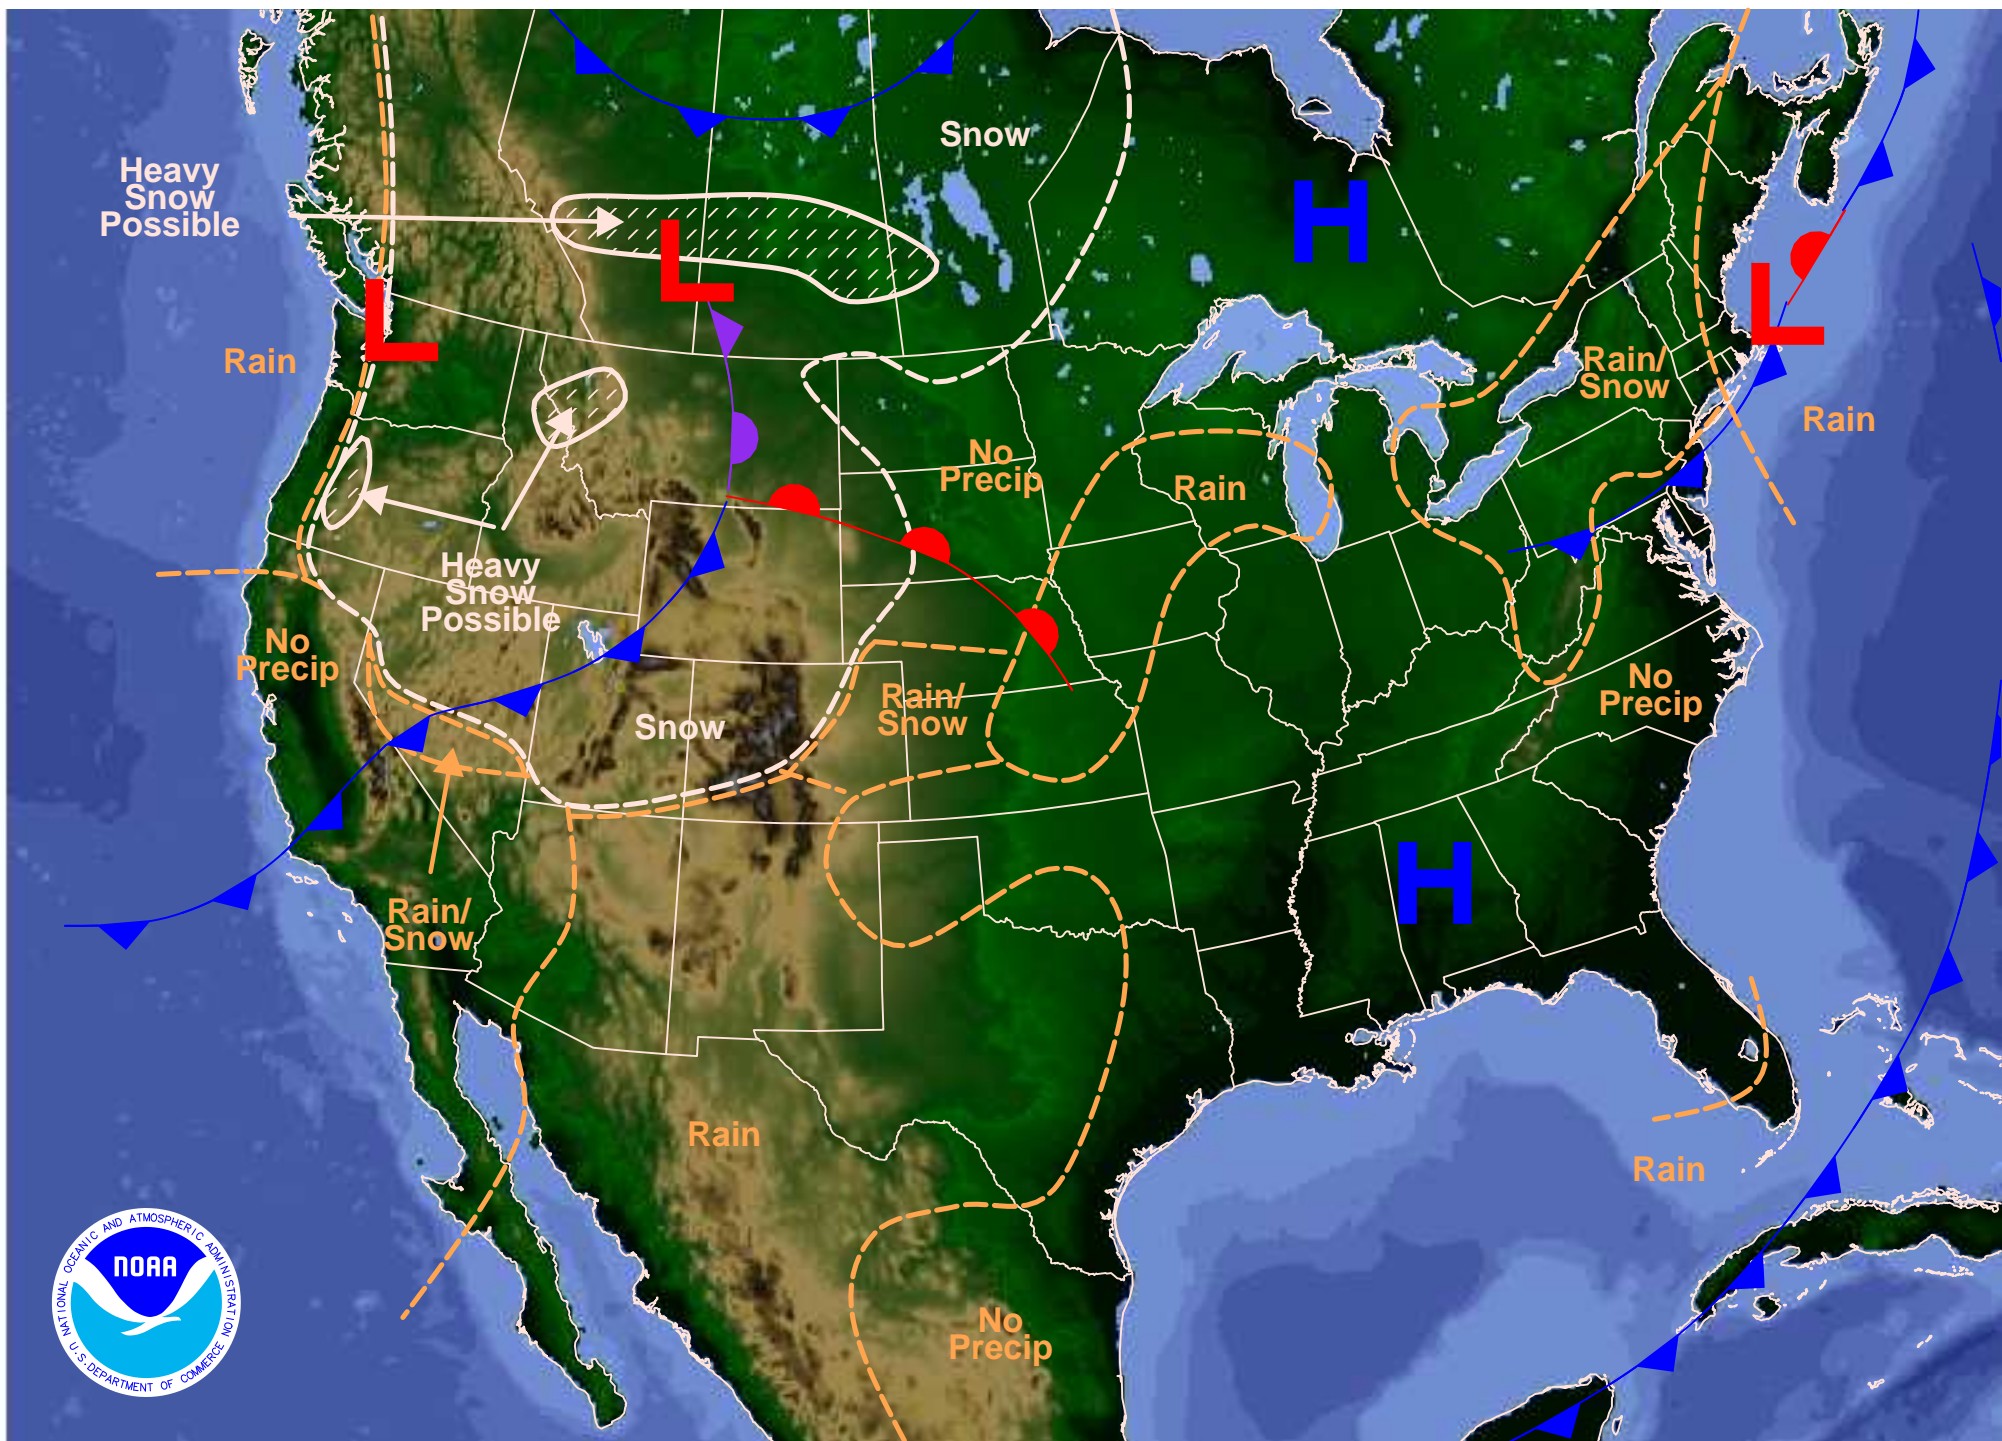 Snow
Heavy
Snow
Possible
H
L
L
L
Rain
Rain/
Snow
Rain
No
Precip
Rain
Heavy
Snow
Possible
No
Precip
No
Precip
Rain/
Snow
Snow
H
Rain/
Snow
Rain
Rain
No
Precip
NATIONAL OCEANIC AND ATMOSPHERIC ADMINISTRATION
NOAA
U.S. DEPARTMENT OF COMMERCE